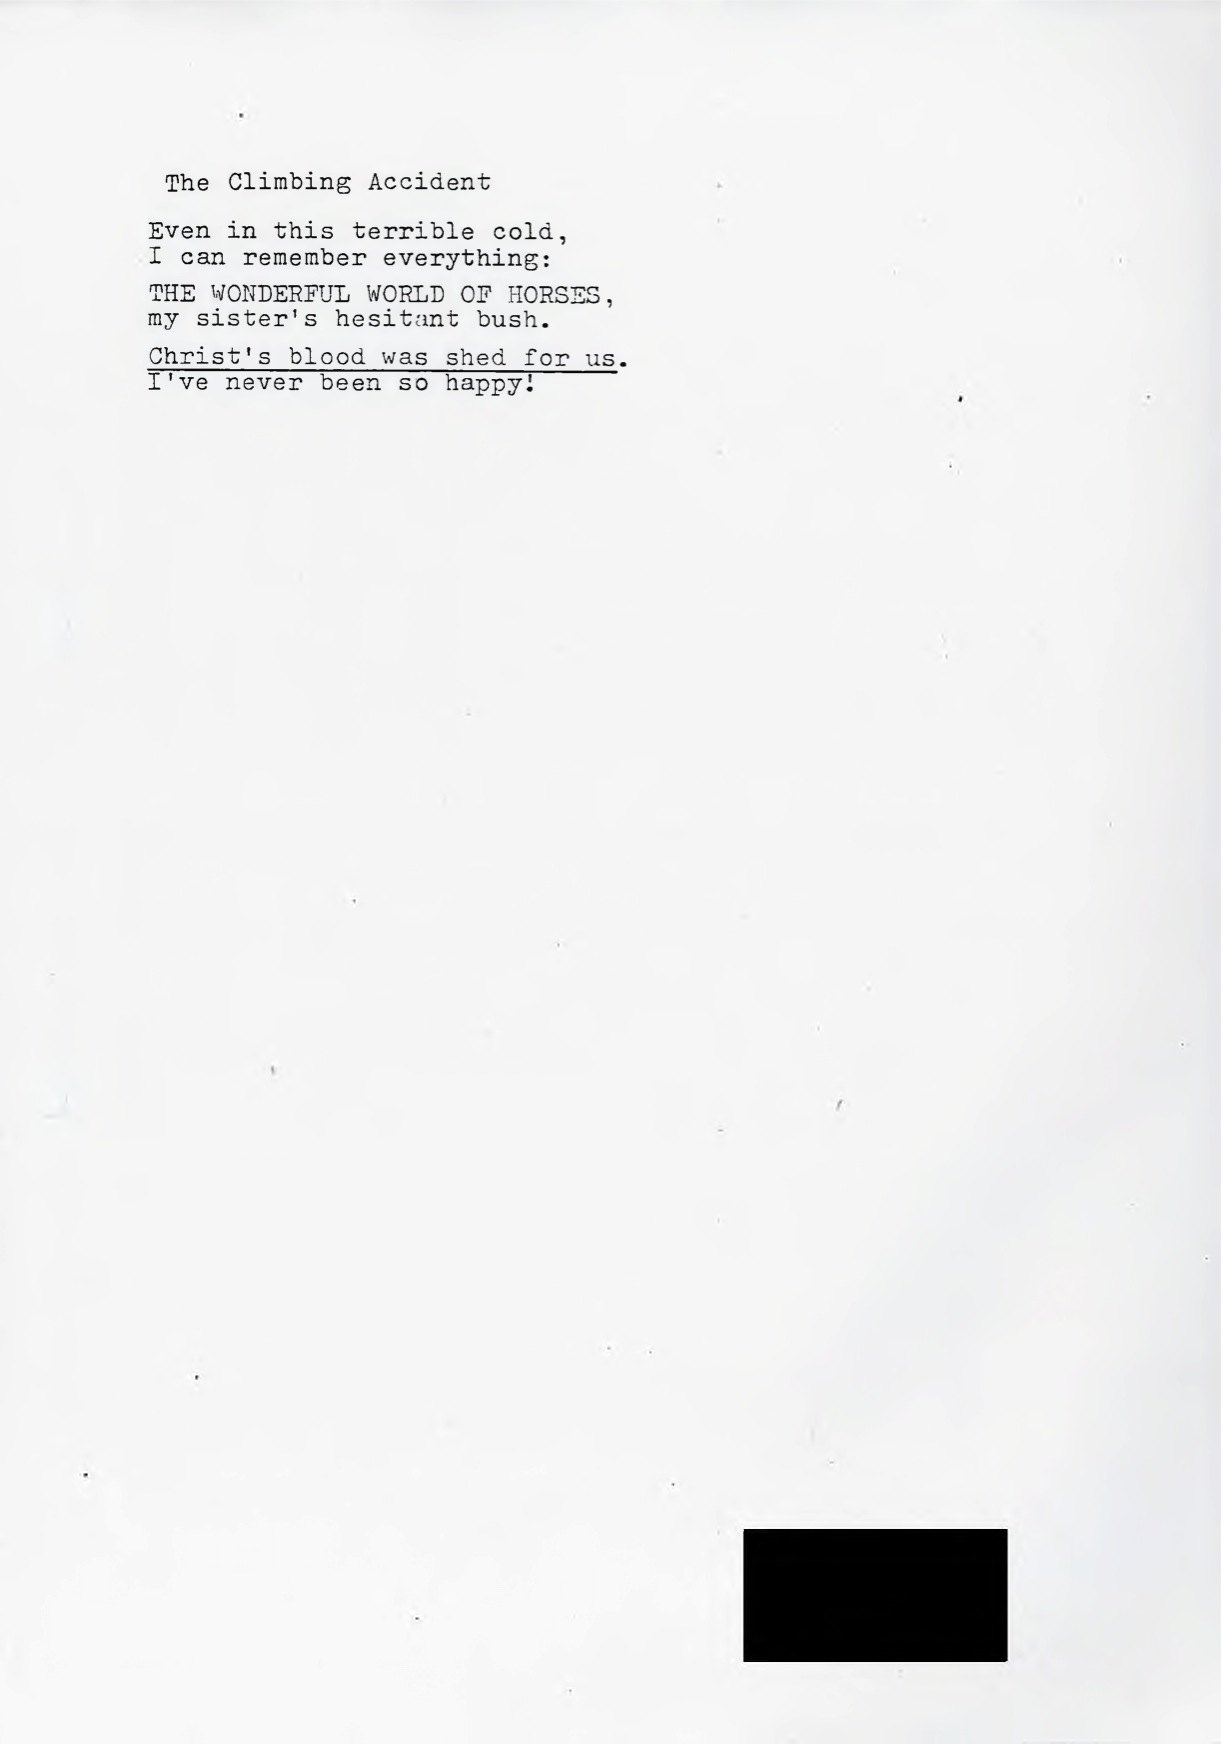 The Climbing Accident
Even in this terrible cold,
I can remember everything:
THE WONDERFUL WORLD OF HORSES,
my sister's hesitant bush.
Christ's blood was shed for us.
I've never been so happy!